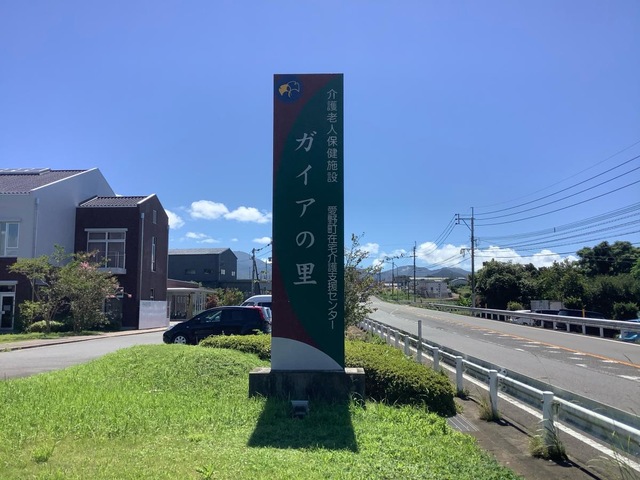 介護老人保健施設
ガイアの里
愛野町在宅介護支援センター